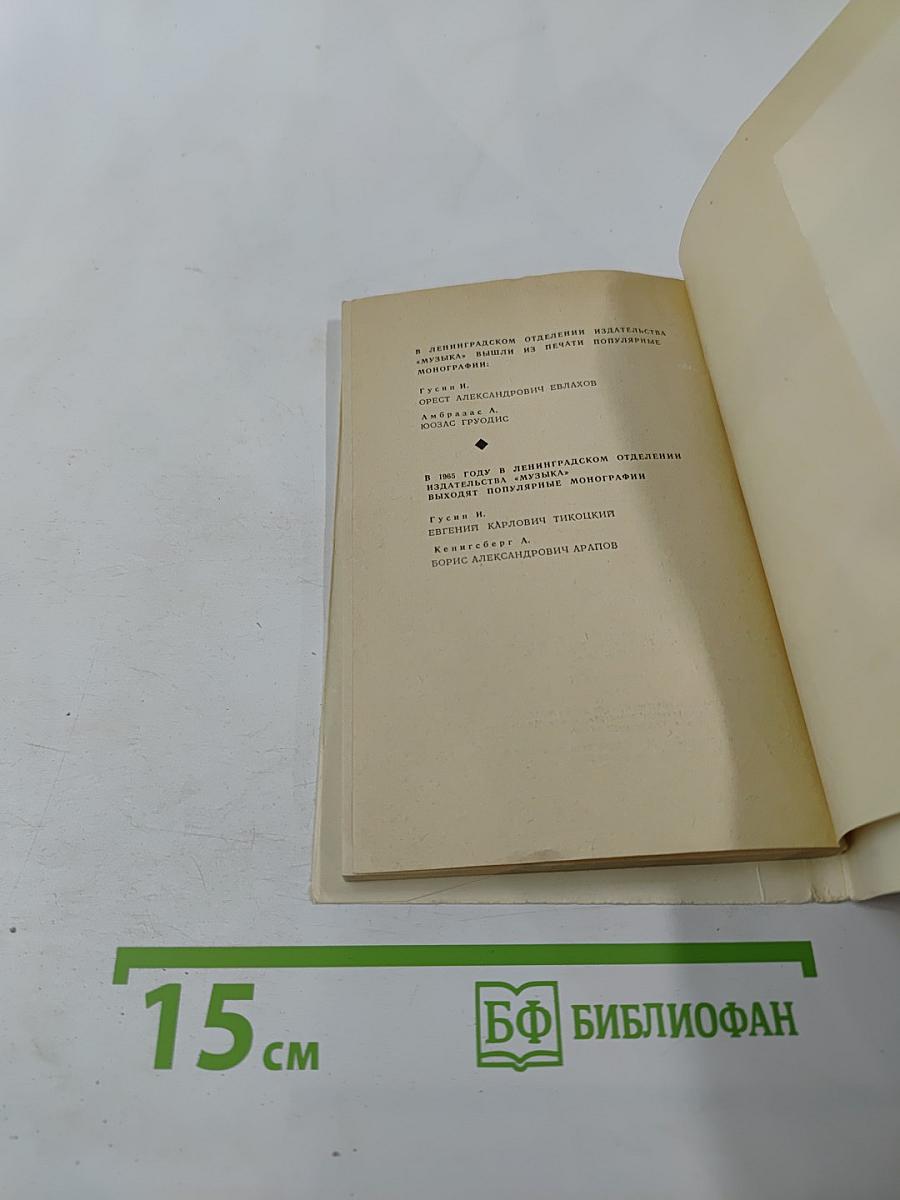 В ЛЕНИНГРАДСКОМ ОТДЕЛЕНИИ ИЗДАТЕЛЬСТВА
«МУЗЫКА» ВЫШЛИ ИЗ ПЕЧАТИ ПОПУЛЯРНЫЕ
МОНОГРАФИИ:
Гусин И.
ОРЕСТ АЛЕКСАНДРОВИЧ ЕВЛАХОВ
Амбразас А.
ЮОЗАС ГРУОДИС
В 1965 ГОДУ В ЛЕНИНГРАДСКОМ ОТДЕЛЕНИИ
ИЗДАТЕЛЬСТВА «МУЗЫКА»
ВЫХОДЯТ ПОПУЛЯРНЫЕ МОНОГРАФИИ
Гусин И.
ЕВГЕНИЙ КАРЛОВИЧ ТИКОЦКИЙ
Кенигсберг А.
БОРИС АЛЕКСАНДРОВИЧ АРАПОВ
15 см
БФ БИБЛИОФАН